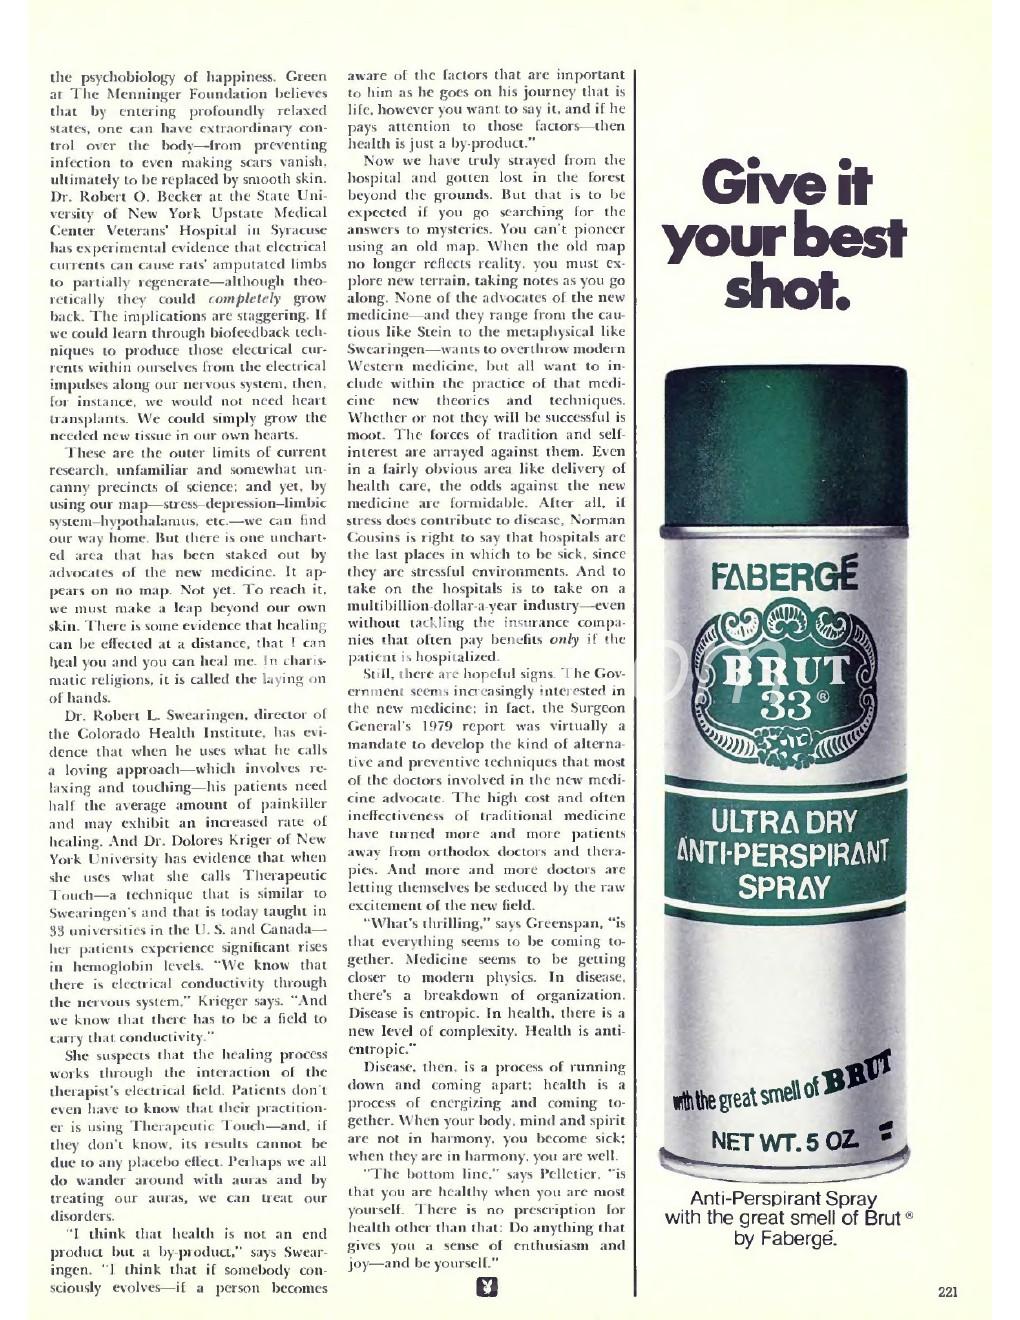 the psychobiology of happiness. Green
at The Menninger Foundation believes
that by entering profoundly relaxed
states, one can have extraordinary con-
trol over the body—from preventing
infection to even making scars vanish,
ultimately to be replaced by smooth skin.
Dr. Robert O. Becker at the State Uni-
versity of New York Upstate Medical
Center Veterans' Hospital in Syracuse
has experimental evidence that electrical
currents can cause rats' amputated limbs
to partially regenerate—although theo-
retically they could completely grow
back. The implications are staggering. If
we could learn through biofeedback tech-
niques to produce those electrical cur-
rents within ourselves from the electrical
impulses along our nervous system, then,
for instance, we would not need heart
transplants. We could simply grow the
needed new tissue in our own hearts.
These are the outer limits of current
research, unfamiliar and somewhat un-
canny precincts of science; and yet, by
using our map—stress–depression–limbic
system–hypothalamus, etc.—we can find
our way home. But there is one unchart-
ed area that has been staked out by
advocates of the new medicine. It ap-
pears on no map. Not yet. To reach it,
we must make a leap beyond our own
skin. There is some evidence that healing
can be effected at a distance, that I can
heal you and you can heal me. In charis-
matic religions, it is called the laying on
of hands.
Dr. Robert L. Swearingen, director of
the Colorado Health Institute, has evi-
dence that when he uses what he calls
a loving approach—which involves re-
laxing and touching—his patients need
half the average amount of painkiller
and may exhibit an increased rate of
healing. And Dr. Dolores Kriger of New
York University has evidence that when
she uses what she calls Therapeutic
Touch—a technique that is similar to
Swearingen's and that is today taught in
33 universities in the U. S. and Canada—
her patients experience significant rises
in hemoglobin levels. "We know that
there is electrical conductivity through
the nervous system," Krieger says. "And
we know that there has to be a field to
carry that conductivity."
She suspects that the healing process
works through the interaction of the
therapist's electrical field. Patients don't
even have to know that their practition-
er is using Therapeutic Touch—and, if
they don't know, its results cannot be
due to any placebo effect. Perhaps we all
do wander around with auras and by
treating our auras, we can treat our
disorders.
"I think that health is not an end
product but a by-product," says Swear-
ingen. "I think that if somebody con-
sciously evolves—if a person becomes
aware of the factors that are important
to him as he goes on his journey that is
life, however you want to say it, and if he
pays attention to those factors—then
health is just a by-product."
Now we have truly strayed from the
hospital and gotten lost in the forest
beyond the grounds. But that is to be
expected if you go searching for the
answers to mysteries. You can't pioneer
using an old map. When the old map
no longer reflects reality, you must ex-
plore new terrain, taking notes as you go
along. None of the advocates of the new
medicine—and they range from the cau-
tious like Stein to the metaphysical like
Swearingen—wants to overthrow modern
Western medicine, but all want to in-
clude within the practice of that medi-
cine new theories and techniques.
Whether or not they will be successful is
moot. The forces of tradition and self-
interest are arrayed against them. Even
in a fairly obvious area like delivery of
health care, the odds against the new
medicine are formidable. After all, if
stress does contribute to disease, Norman
Cousins is right to say that hospitals are
the last places in which to be sick, since
they are stressful environments. And to
take on the hospitals is to take on a
multibillion-dollar-a-year industry—even
without tackling the insurance compa-
nies that often pay benefits only if the
patient is hospitalized.
Still, there are hopeful signs. The Gov-
ernment seems increasingly interested in
the new medicine; in fact, the Surgeon
General's 1979 report was virtually a
mandate to develop the kind of alterna-
tive and preventive techniques that most
of the doctors involved in the new medi-
cine advocate. The high cost and often
ineffectiveness of traditional medicine
have turned more and more patients
away from orthodox doctors and thera-
pies. And more and more doctors are
letting themselves be seduced by the raw
excitement of the new field.
"What's thrilling," says Greenspan, "is
that everything seems to be coming to-
gether. Medicine seems to be getting
closer to modern physics. In disease,
there's a breakdown of organization.
Disease is entropic. In health, there is a
new level of complexity. Health is anti-
entropic."
Disease, then, is a process of running
down and coming apart; health is a
process of energizing and coming to-
gether. When your body, mind and spirit
are not in harmony, you become sick;
when they are in harmony, you are well.
"The bottom line," says Pelletier, "is
that you are healthy when you are most
yourself. There is no prescription for
health other than that: Do anything that
gives you a sense of enthusiasm and
joy—and be yourself."
Give it
your best
shot.
FABERGÉ
BRUT
33®
ULTRA DRY
ANTI-PERSPIRANT
SPRAY
with the great smell of BRUT
NET WT. 5 OZ.
Anti-Perspirant Spray
with the great smell of Brut®
by Fabergé.
221